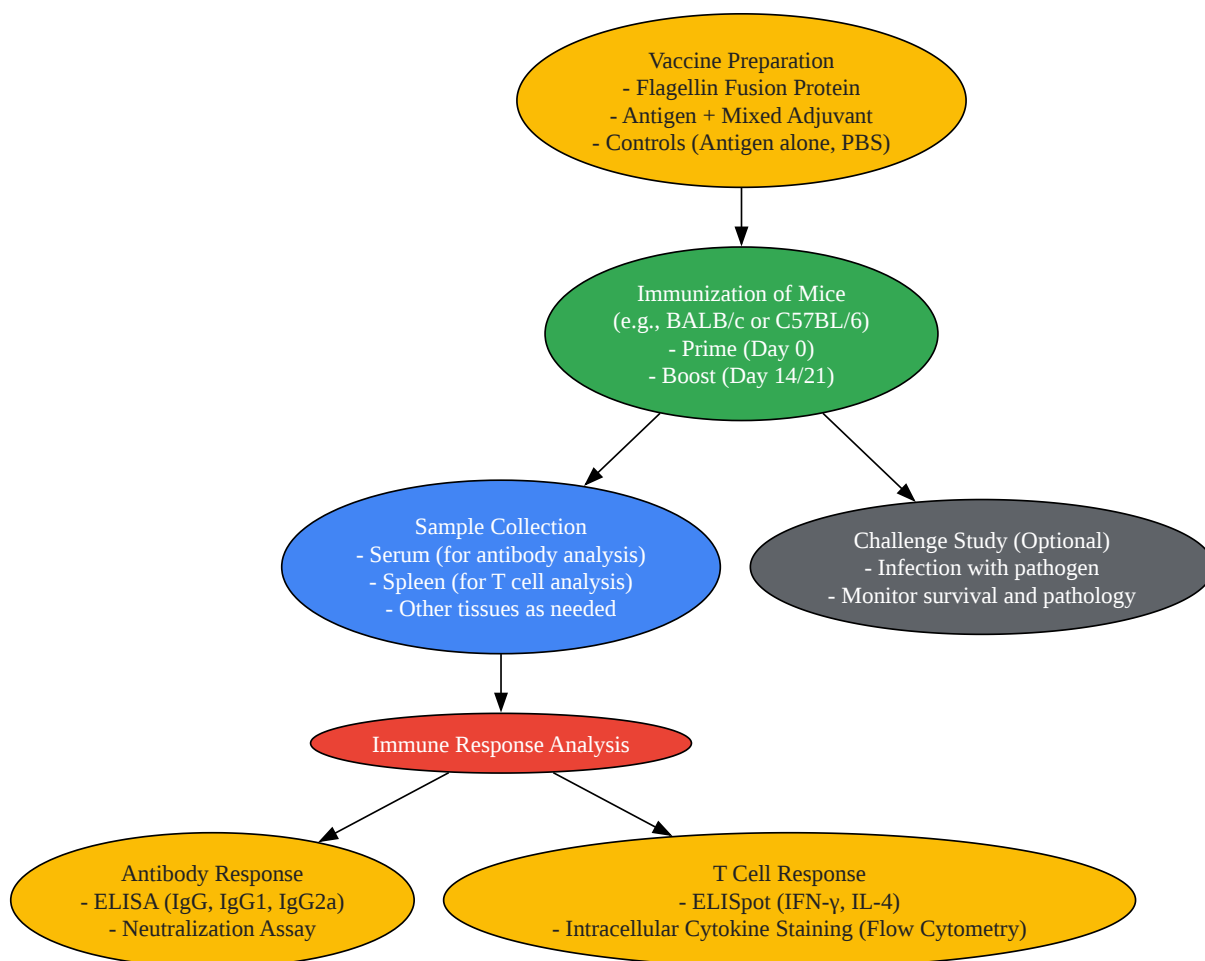 Vaccine Preparation
- Flagellin Fusion Protein
- Antigen + Mixed Adjuvant
- Controls (Antigen alone, PBS)
Immunization of Mice
(e.g., BALB/c or C57BL/6)
- Prime (Day 0)
- Boost (Day 14/21)
Sample Collection
- Serum (for antibody analysis)
- Spleen (for T cell analysis)
- Other tissues as needed
Challenge Study (Optional)
- Infection with pathogen
- Monitor survival and pathology
Immune Response Analysis
Antibody Response
- ELISA (IgG, IgG1, IgG2a)
- Neutralization Assay
T Cell Response
- ELISpot (IFN-γ, IL-4)
- Intracellular Cytokine Staining (Flow Cytometry)